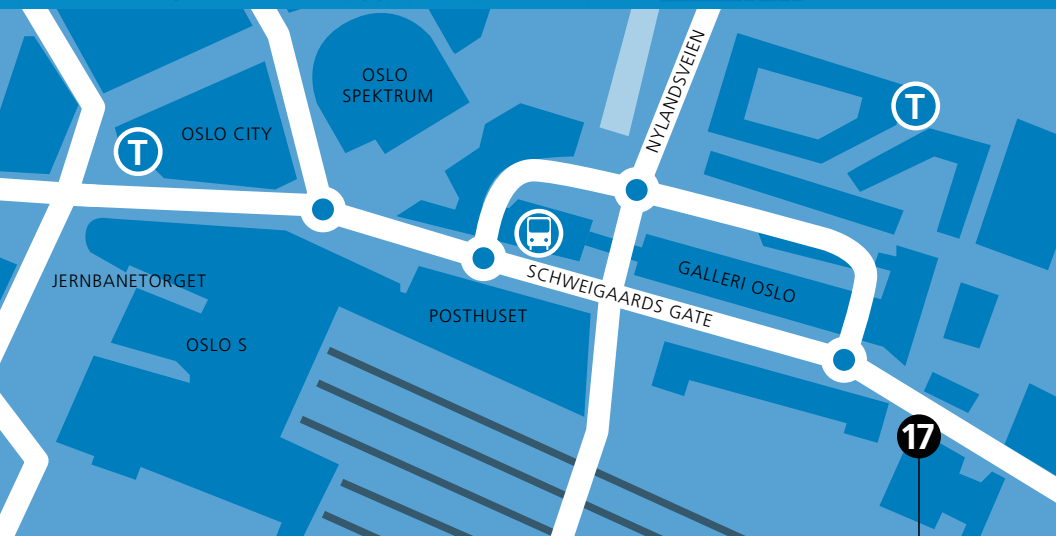 OSLO
SPEKTRUM
OSLO CITY
T
T
NYLANDSVEIEN
JERNBANETORGET
SCHWEIGAARDS GATE
GALLERI OSLO
POSTHUSET
OSLO S
17